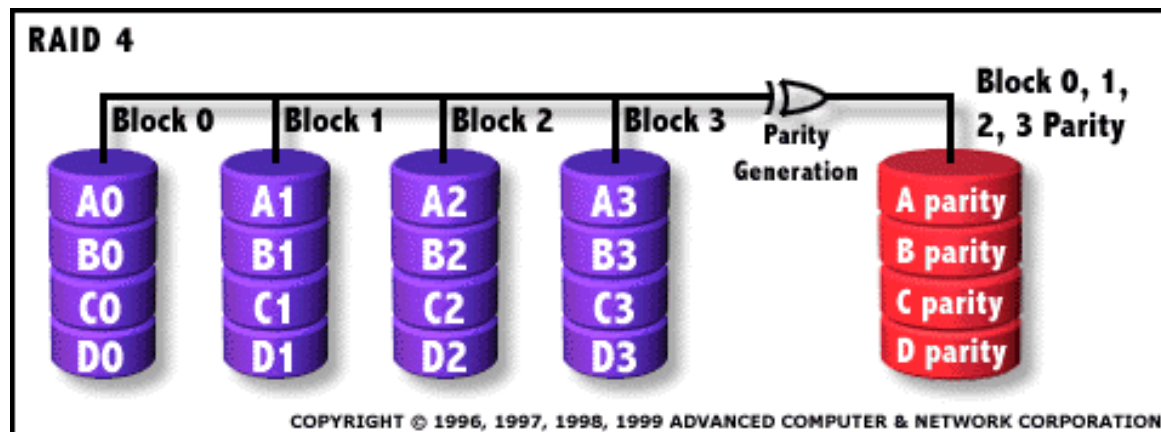 RAID 4
Block 0
Block 1
Block 2
Block 3
Parity
Generation
Block 0, 1,
2, 3 Parity
A0
A1
A2
A3
A parity
B0
B1
B2
B3
B parity
C0
C1
C2
C3
C parity
D0
D1
D2
D3
D parity
COPYRIGHT © 1996, 1997, 1998, 1999 ADVANCED COMPUTER & NETWORK CORPORATION